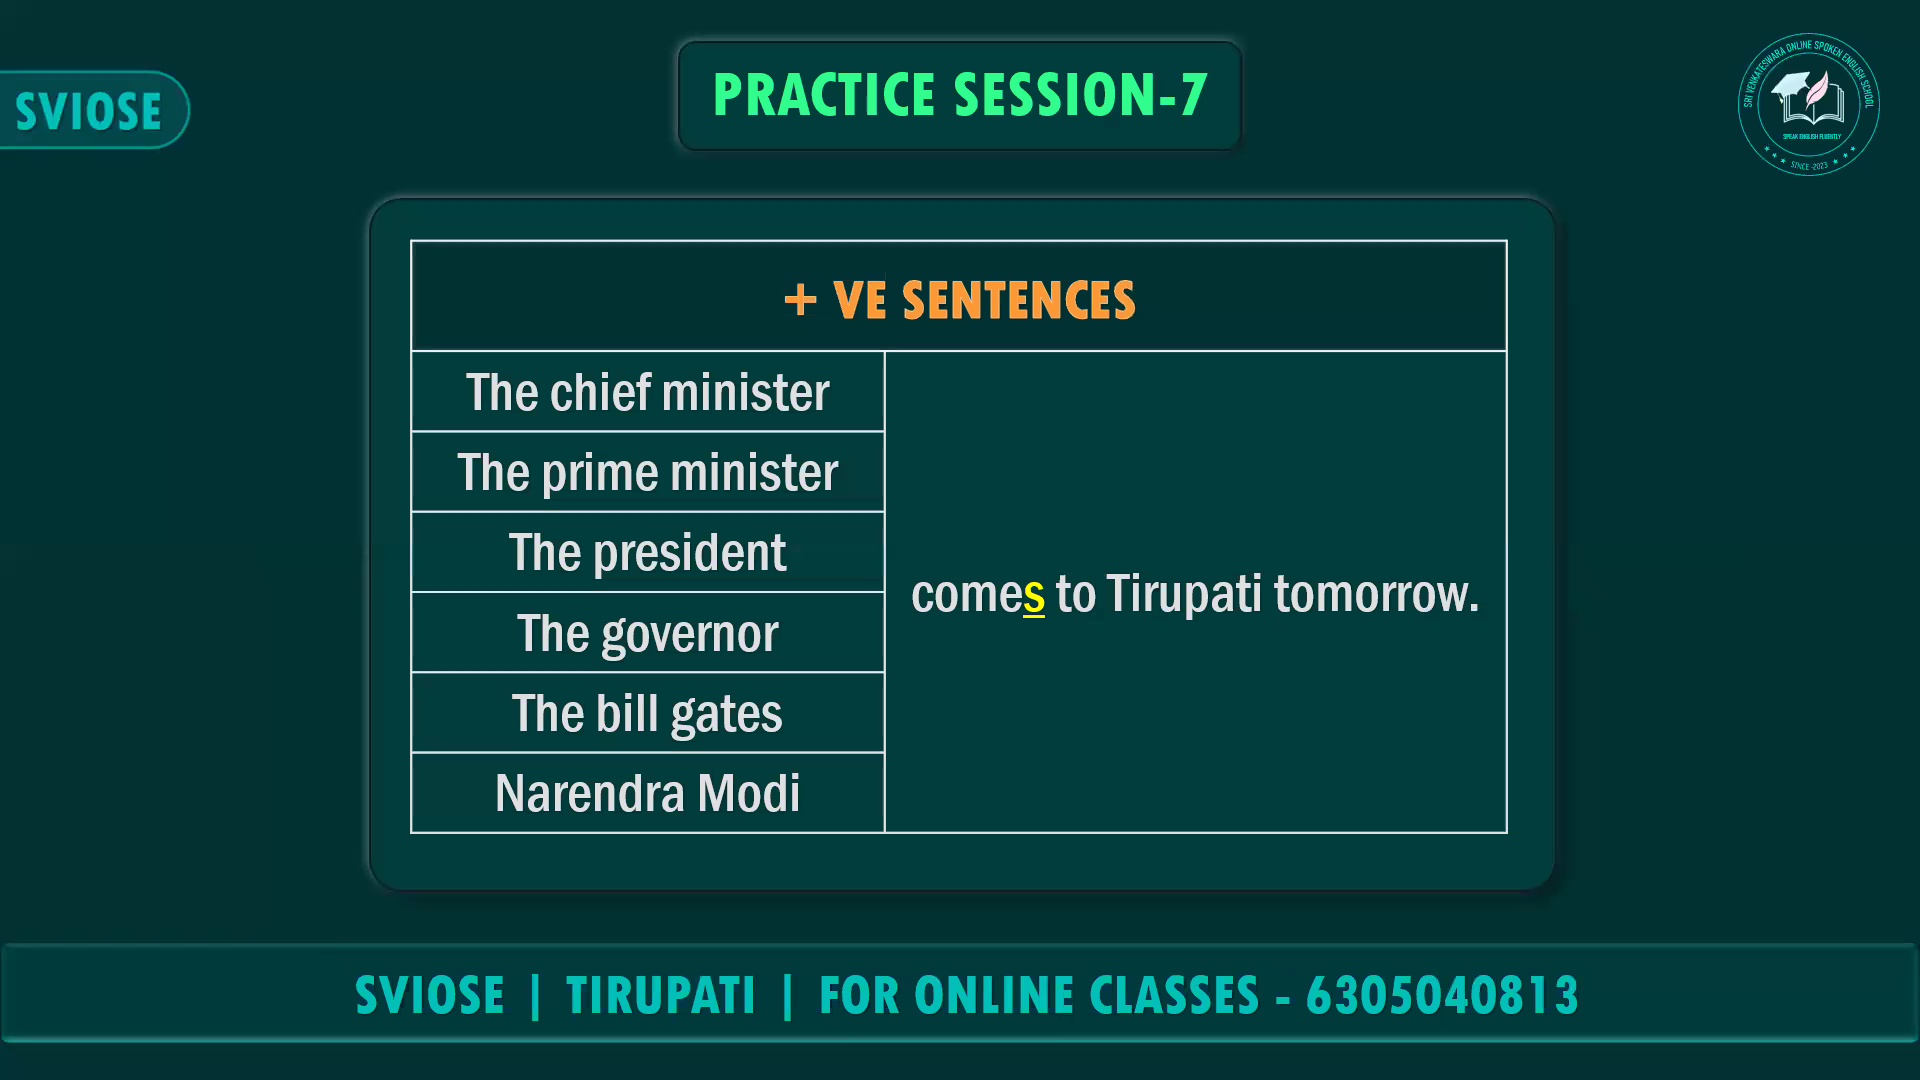 SVIOSE
PRACTICE SESSION-7
SRI VENKATESWARA ONLINE SPOKEN ENGLISH SCHOOL
SPEAK ENGLISH FLUENTLY
SINCE -2023
+ VE SENTENCES
The chief minister
The prime minister
The president
The governor
The bill gates
Narendra Modi
comes to Tirupati tomorrow.
SVIOSE | TIRUPATI | FOR ONLINE CLASSES - 6305040813